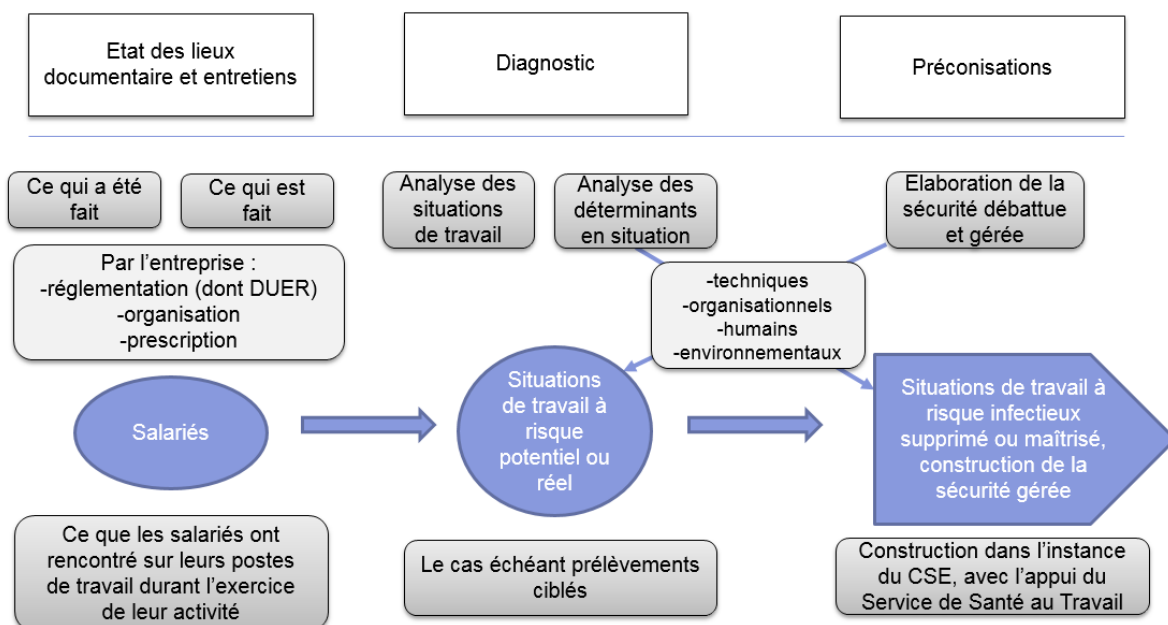 Etat des lieux
documentaire et entretiens
Diagnostic
Préconisations
Ce qui a été
fait
Ce qui est
fait
Analyse des
situations
de travail
Analyse des
déterminants
en situation
Elaboration de la
sécurité débattue
et gérée
Par l'entreprise :
-réglementation (dont DUER)
-organisation
-prescription
-techniques
-organisationnels
-humains
-environnementaux
Salariés
Situations
de travail à
risque
potentiel ou
réel
Situations de travail à
risque infectieux
supprimé ou maîtrisé,
construction de la
sécurité gérée
Ce que les salariés ont
rencontré sur leurs postes
de travail durant l'exercice
de leur activité
Le cas échéant prélèvements
ciblés
Construction dans l'instance
du CSE, avec l'appui du
Service de Santé au Travail